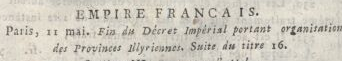 EMPIRE FRANCAIS.
Paris, 11 mai. Fin du Décret Impérial portant organisation
des Provinces Illyriennes. Suite du titre 16.